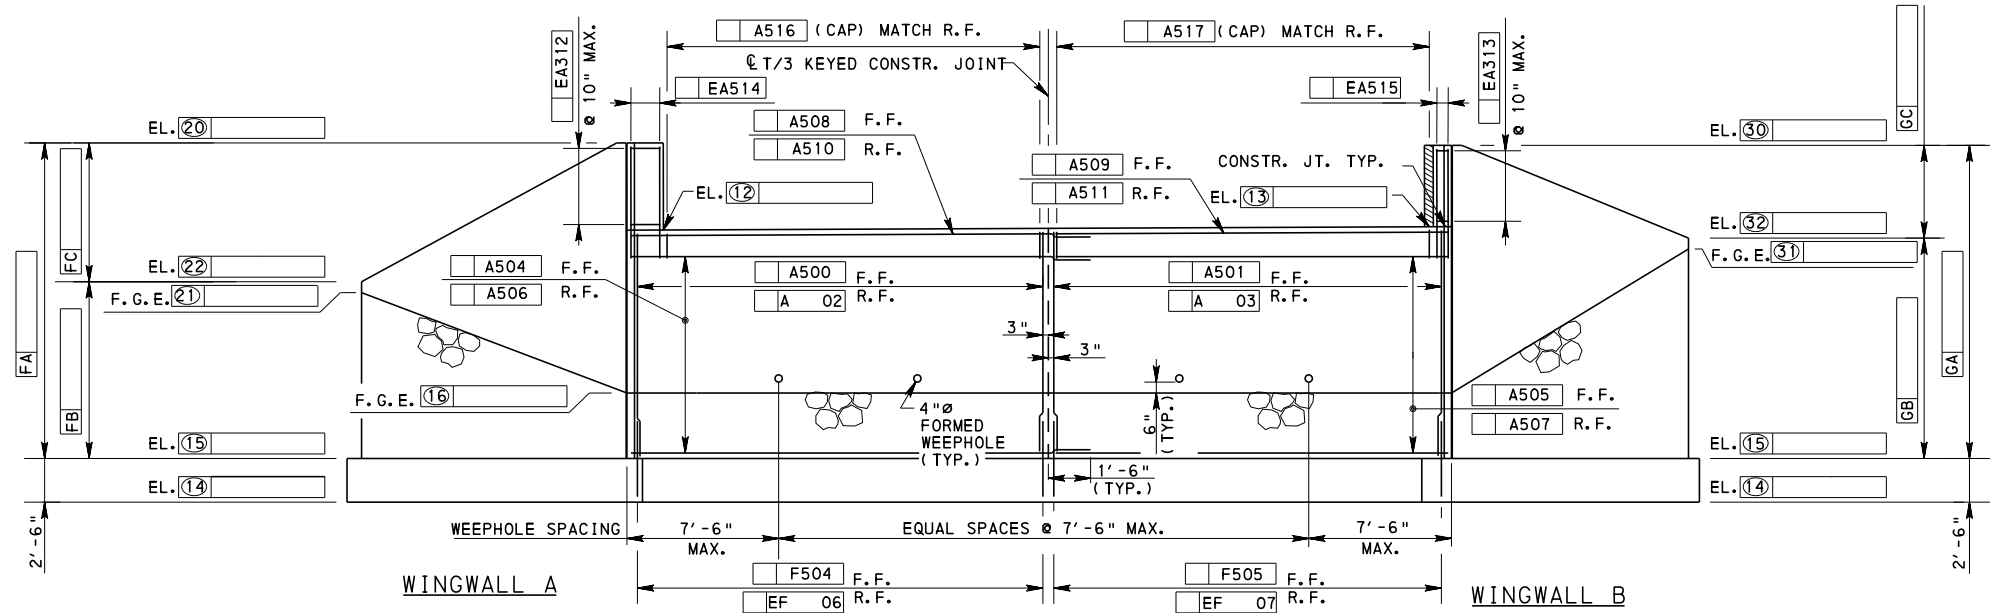 A516 (CAP) MATCH R.F.
A517 (CAP) MATCH R.F.
℄ T/3 KEYED CONSTR. JOINT
EA312
@ 10" MAX.
EA313
@ 10" MAX.
GC
EA514
EA515
EL. 20
A508 F.F.
A510 R.F.
EL. 30
A509 F.F.
A511 R.F.
CONSTR. JT. TYP.
EL. 12
EL. 13
EL. 32
F.G.E. 31
FC
EL. 22
F.G.E. 21
A504 F.F.
A506 R.F.
A500 F.F.
A 02 R.F.
A501 F.F.
A 03 R.F.
FA
GA
3"
3"
FB
GB
F.G.E. 16
4"Ø
FORMED
WEEPHOLE
(TYP.)
6"
(TYP.)
A505 F.F.
A507 R.F.
EL. 15
EL. 15
EL. 14
1'-6"
(TYP.)
EL. 14
2'-6"
WEEPHOLE SPACING
7'-6"
MAX.
EQUAL SPACES @ 7'-6" MAX.
7'-6"
MAX.
2'-6"
WINGWALL A
F504 F.F.
EF 06 R.F.
F505 F.F.
EF 07 R.F.
WINGWALL B